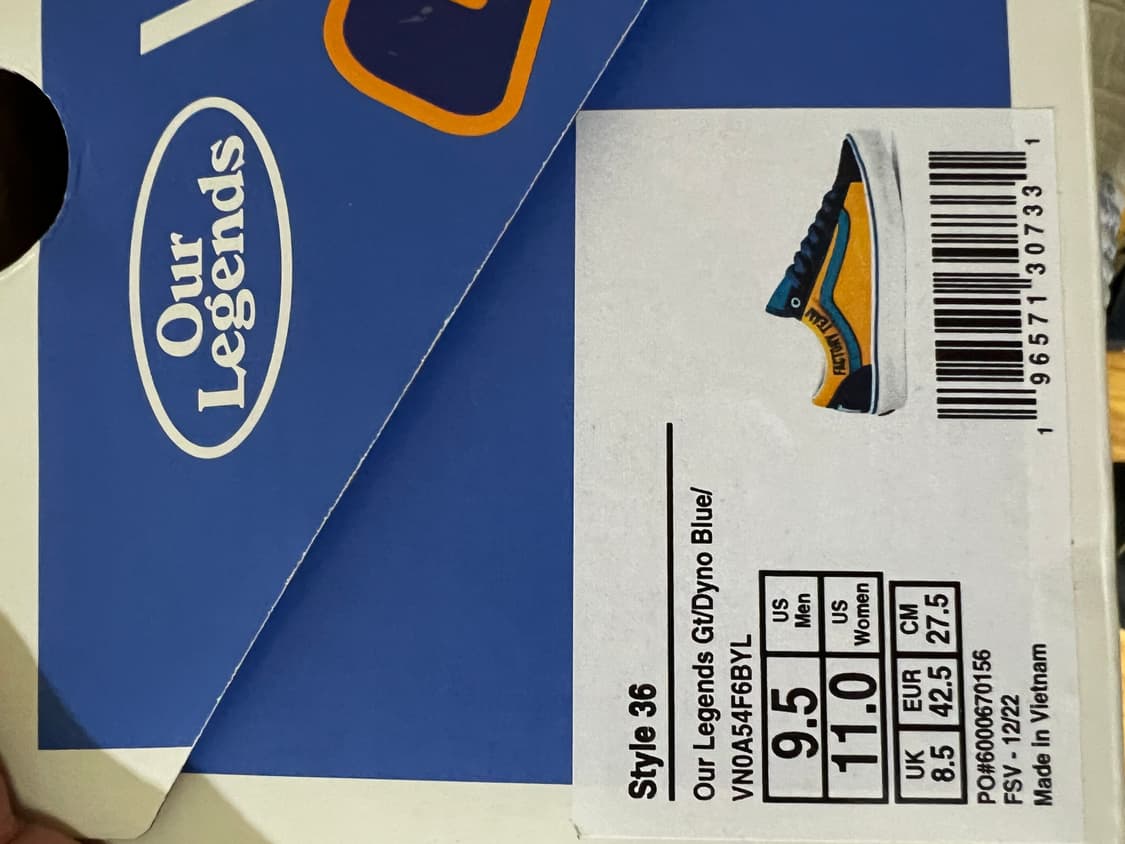 Our
Legends
Style 36
Our Legends Gt/Dyno Blue/
VN0A54F6BYL
9.5 US Men
11.0 US Women
UK EUR CM
8.5 42.5 27.5
PO#6000670156
FSV - 12/22
Made in Vietnam
FACTORY TEAM
1 96571 30733 1